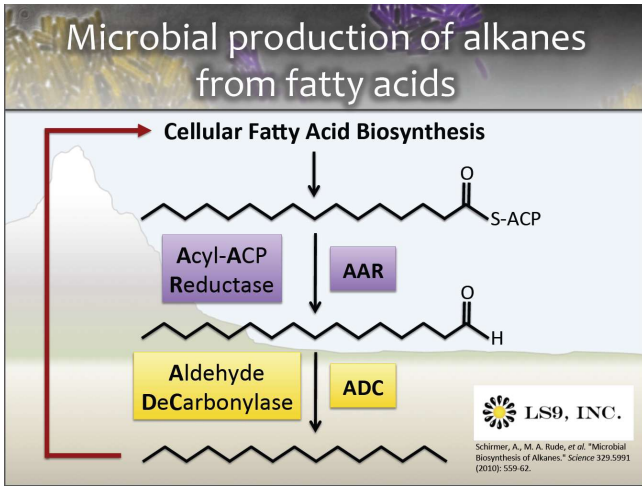 Microbial production of alkanes
from fatty acids
Cellular Fatty Acid Biosynthesis
O
S-ACP
Acyl-ACP
Reductase
AAR
O
H
Aldehyde
DeCarbonylase
ADC
LS9, INC.
Schirmer, A., M. A. Rude, et al. "Microbial
Biosynthesis of Alkanes." Science 329.5991
(2010): 559-62.